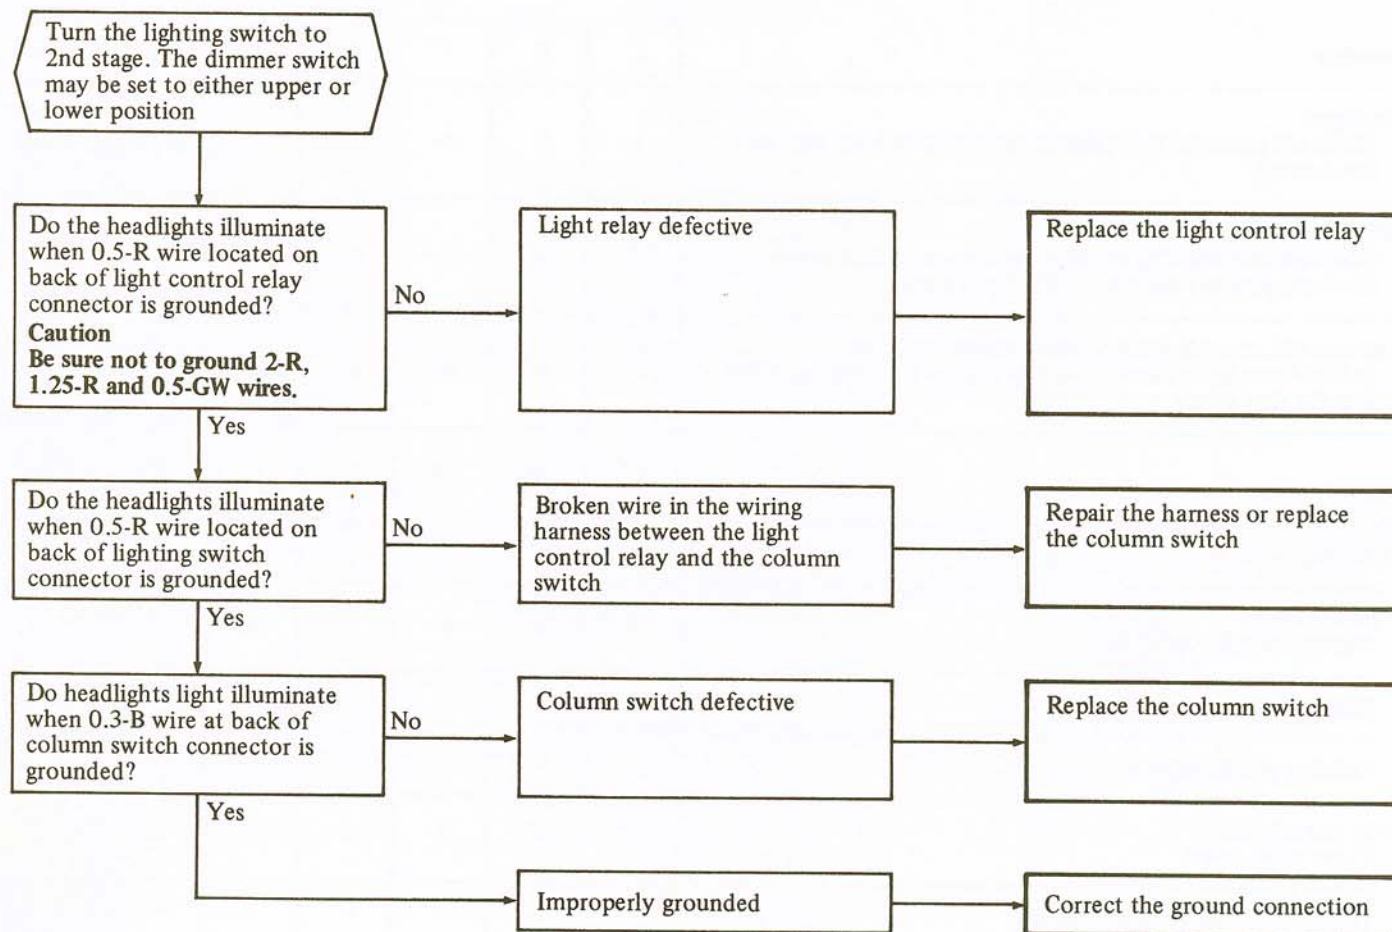 Turn the lighting switch to
2nd stage. The dimmer switch
may be set to either upper or
lower position
Do the headlights illuminate
when 0.5-R wire located on
back of light control relay
connector is grounded?
Caution
Be sure not to ground 2-R,
1.25-R and 0.5-GW wires.
No
Light relay defective
Replace the light control relay
Yes
Do the headlights illuminate
when 0.5-R wire located on
back of lighting switch
connector is grounded?
No
Broken wire in the wiring
harness between the light
control relay and the column
switch
Repair the harness or replace
the column switch
Yes
Do headlights light illuminate
when 0.3-B wire at back of
column switch connector is
grounded?
No
Column switch defective
Replace the column switch
Yes
Improperly grounded
Correct the ground connection